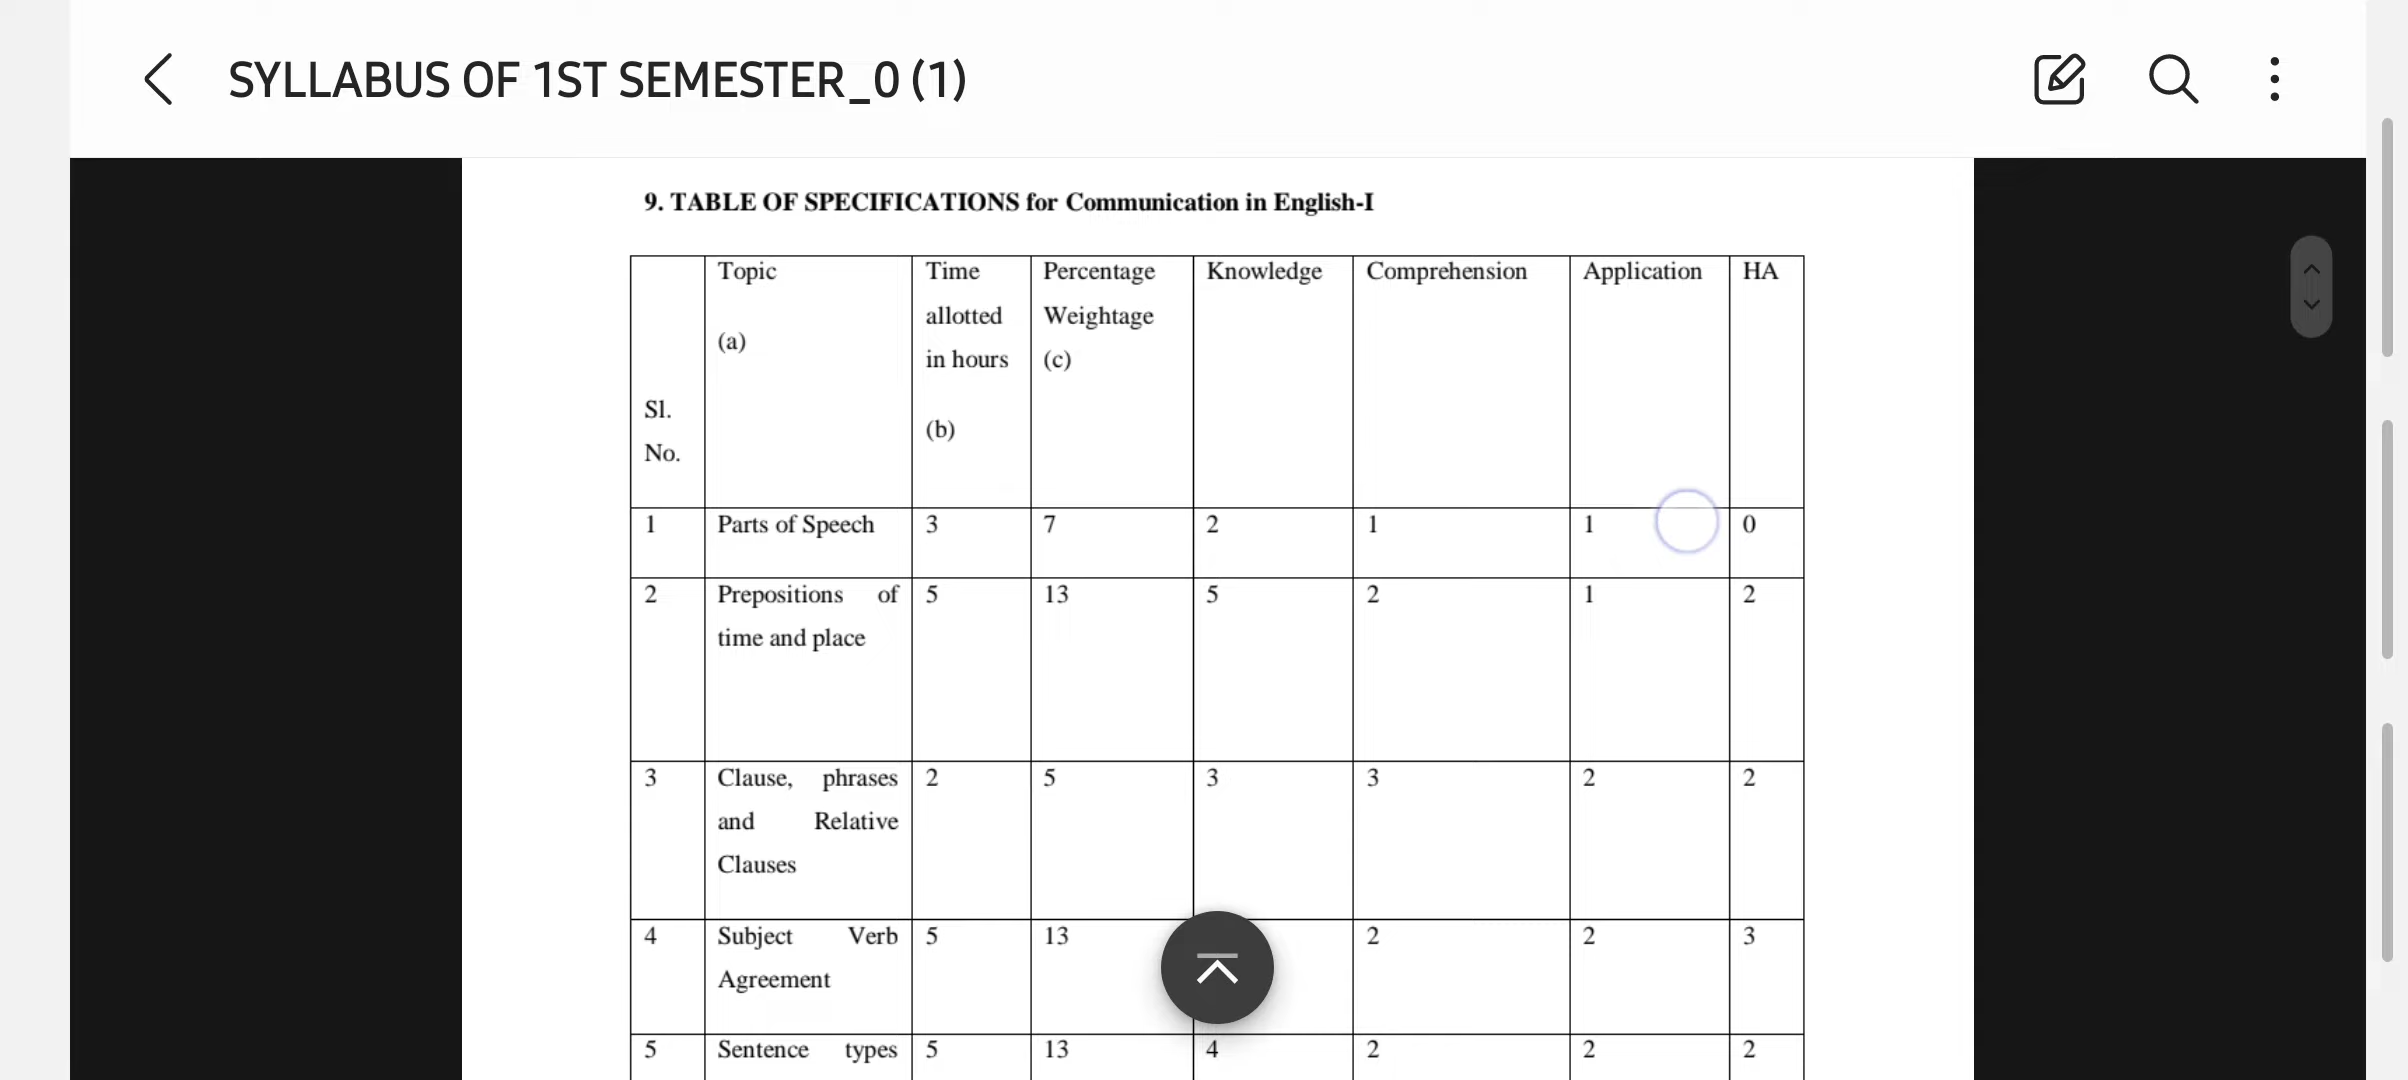 SYLLABUS OF 1ST SEMESTER_0 (1)
9. TABLE OF SPECIFICATIONS for Communication in English-I
Sl. No. Topic (a) Time allotted in hours (b) Percentage Weightage (c) Knowledge Comprehension Application HA
1 Parts of Speech 3 7 2 1 1 0
2 Prepositions of 5 13 5 2 1 2
time and place
3 Clause, phrases 2 5 3 3 2 2
and Relative
Clauses
4 Subject Verb 5 13 2 2 3
Agreement
5 Sentence types 5 13 4 2 2 2